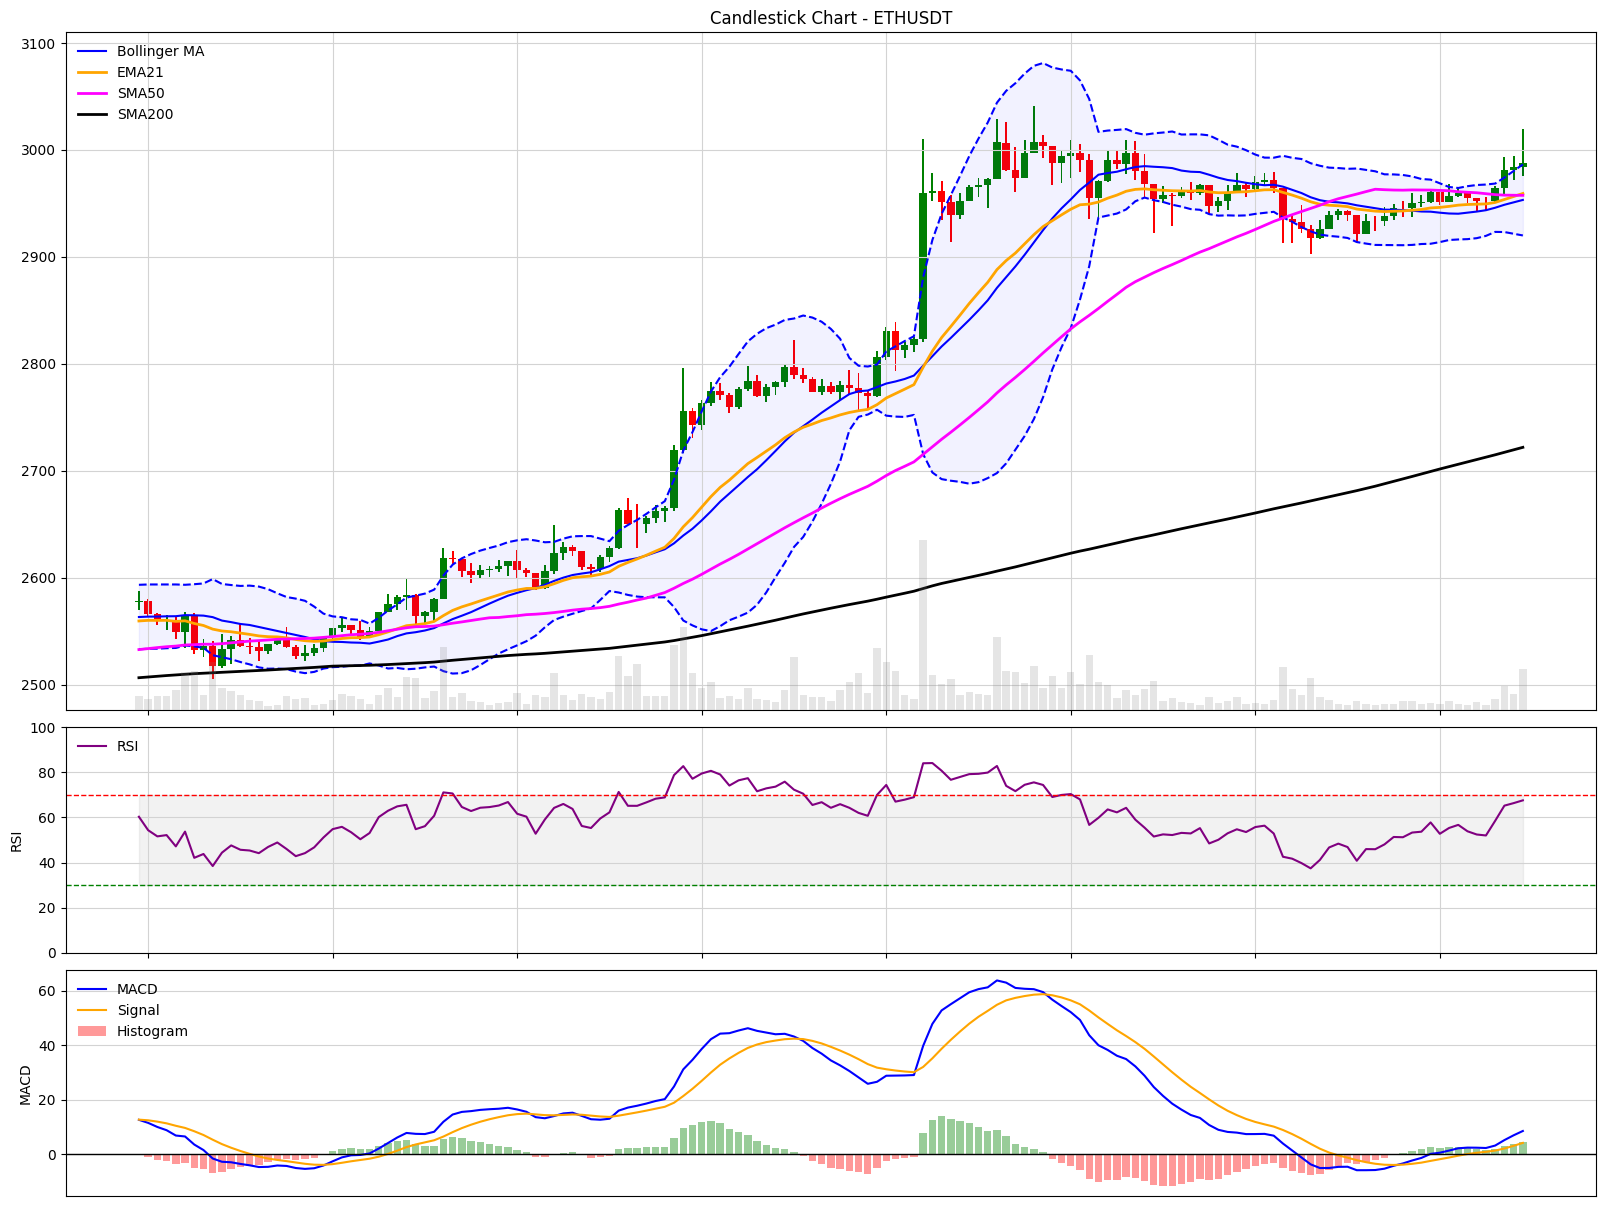 Candlestick Chart - ETHUSDT
Bollinger MA
EMA21
SMA50
SMA200
3100
3000
2900
2800
2700
2600
2500
RSI
100
80
60
40
20
0
RSI
MACD
Signal
Histogram
60
40
20
0
MACD